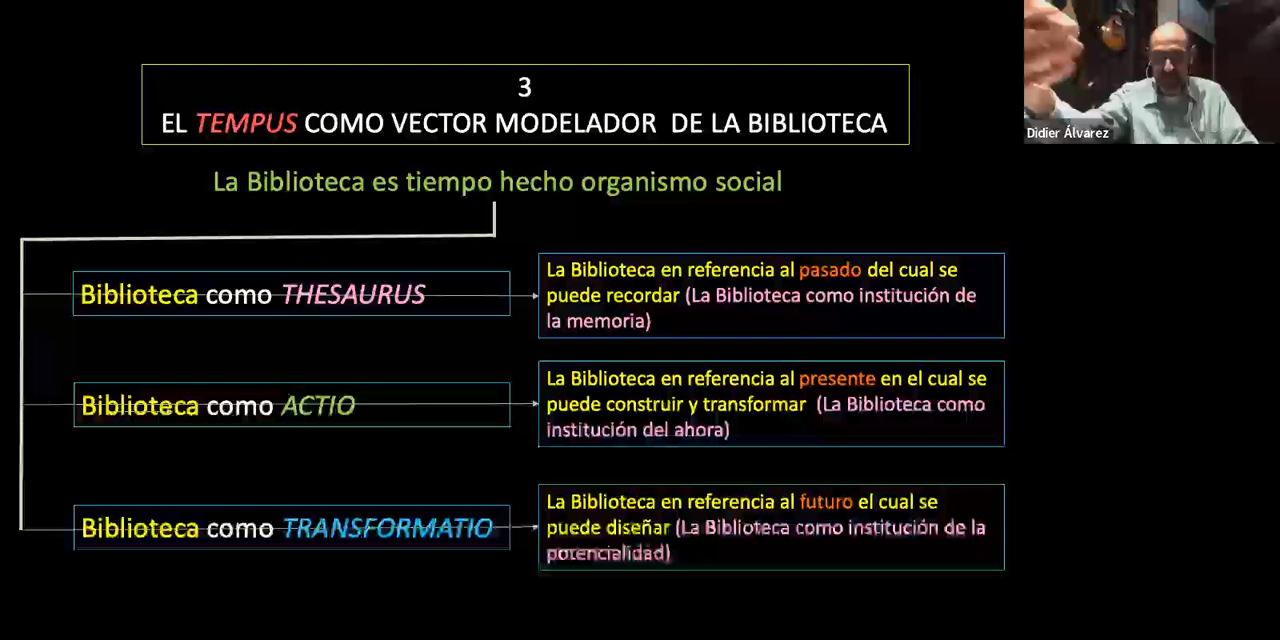 3
EL TEMPUS COMO VECTOR MODELADOR DE LA BIBLIOTECA
Didier Álvarez
La Biblioteca es tiempo hecho organismo social
Biblioteca como THESAURUS
La Biblioteca en referencia al pasado del cual se
puede recordar (La Biblioteca como institución de
la memoria)
Biblioteca como ACTIO
La Biblioteca en referencia al presente en el cual se
puede construir y transformar (La Biblioteca como
institución del ahora)
Biblioteca como TRANSFORMATIO
La Biblioteca en referencia al futuro el cual se
puede diseñar (La Biblioteca como institución de la
potencialidad)